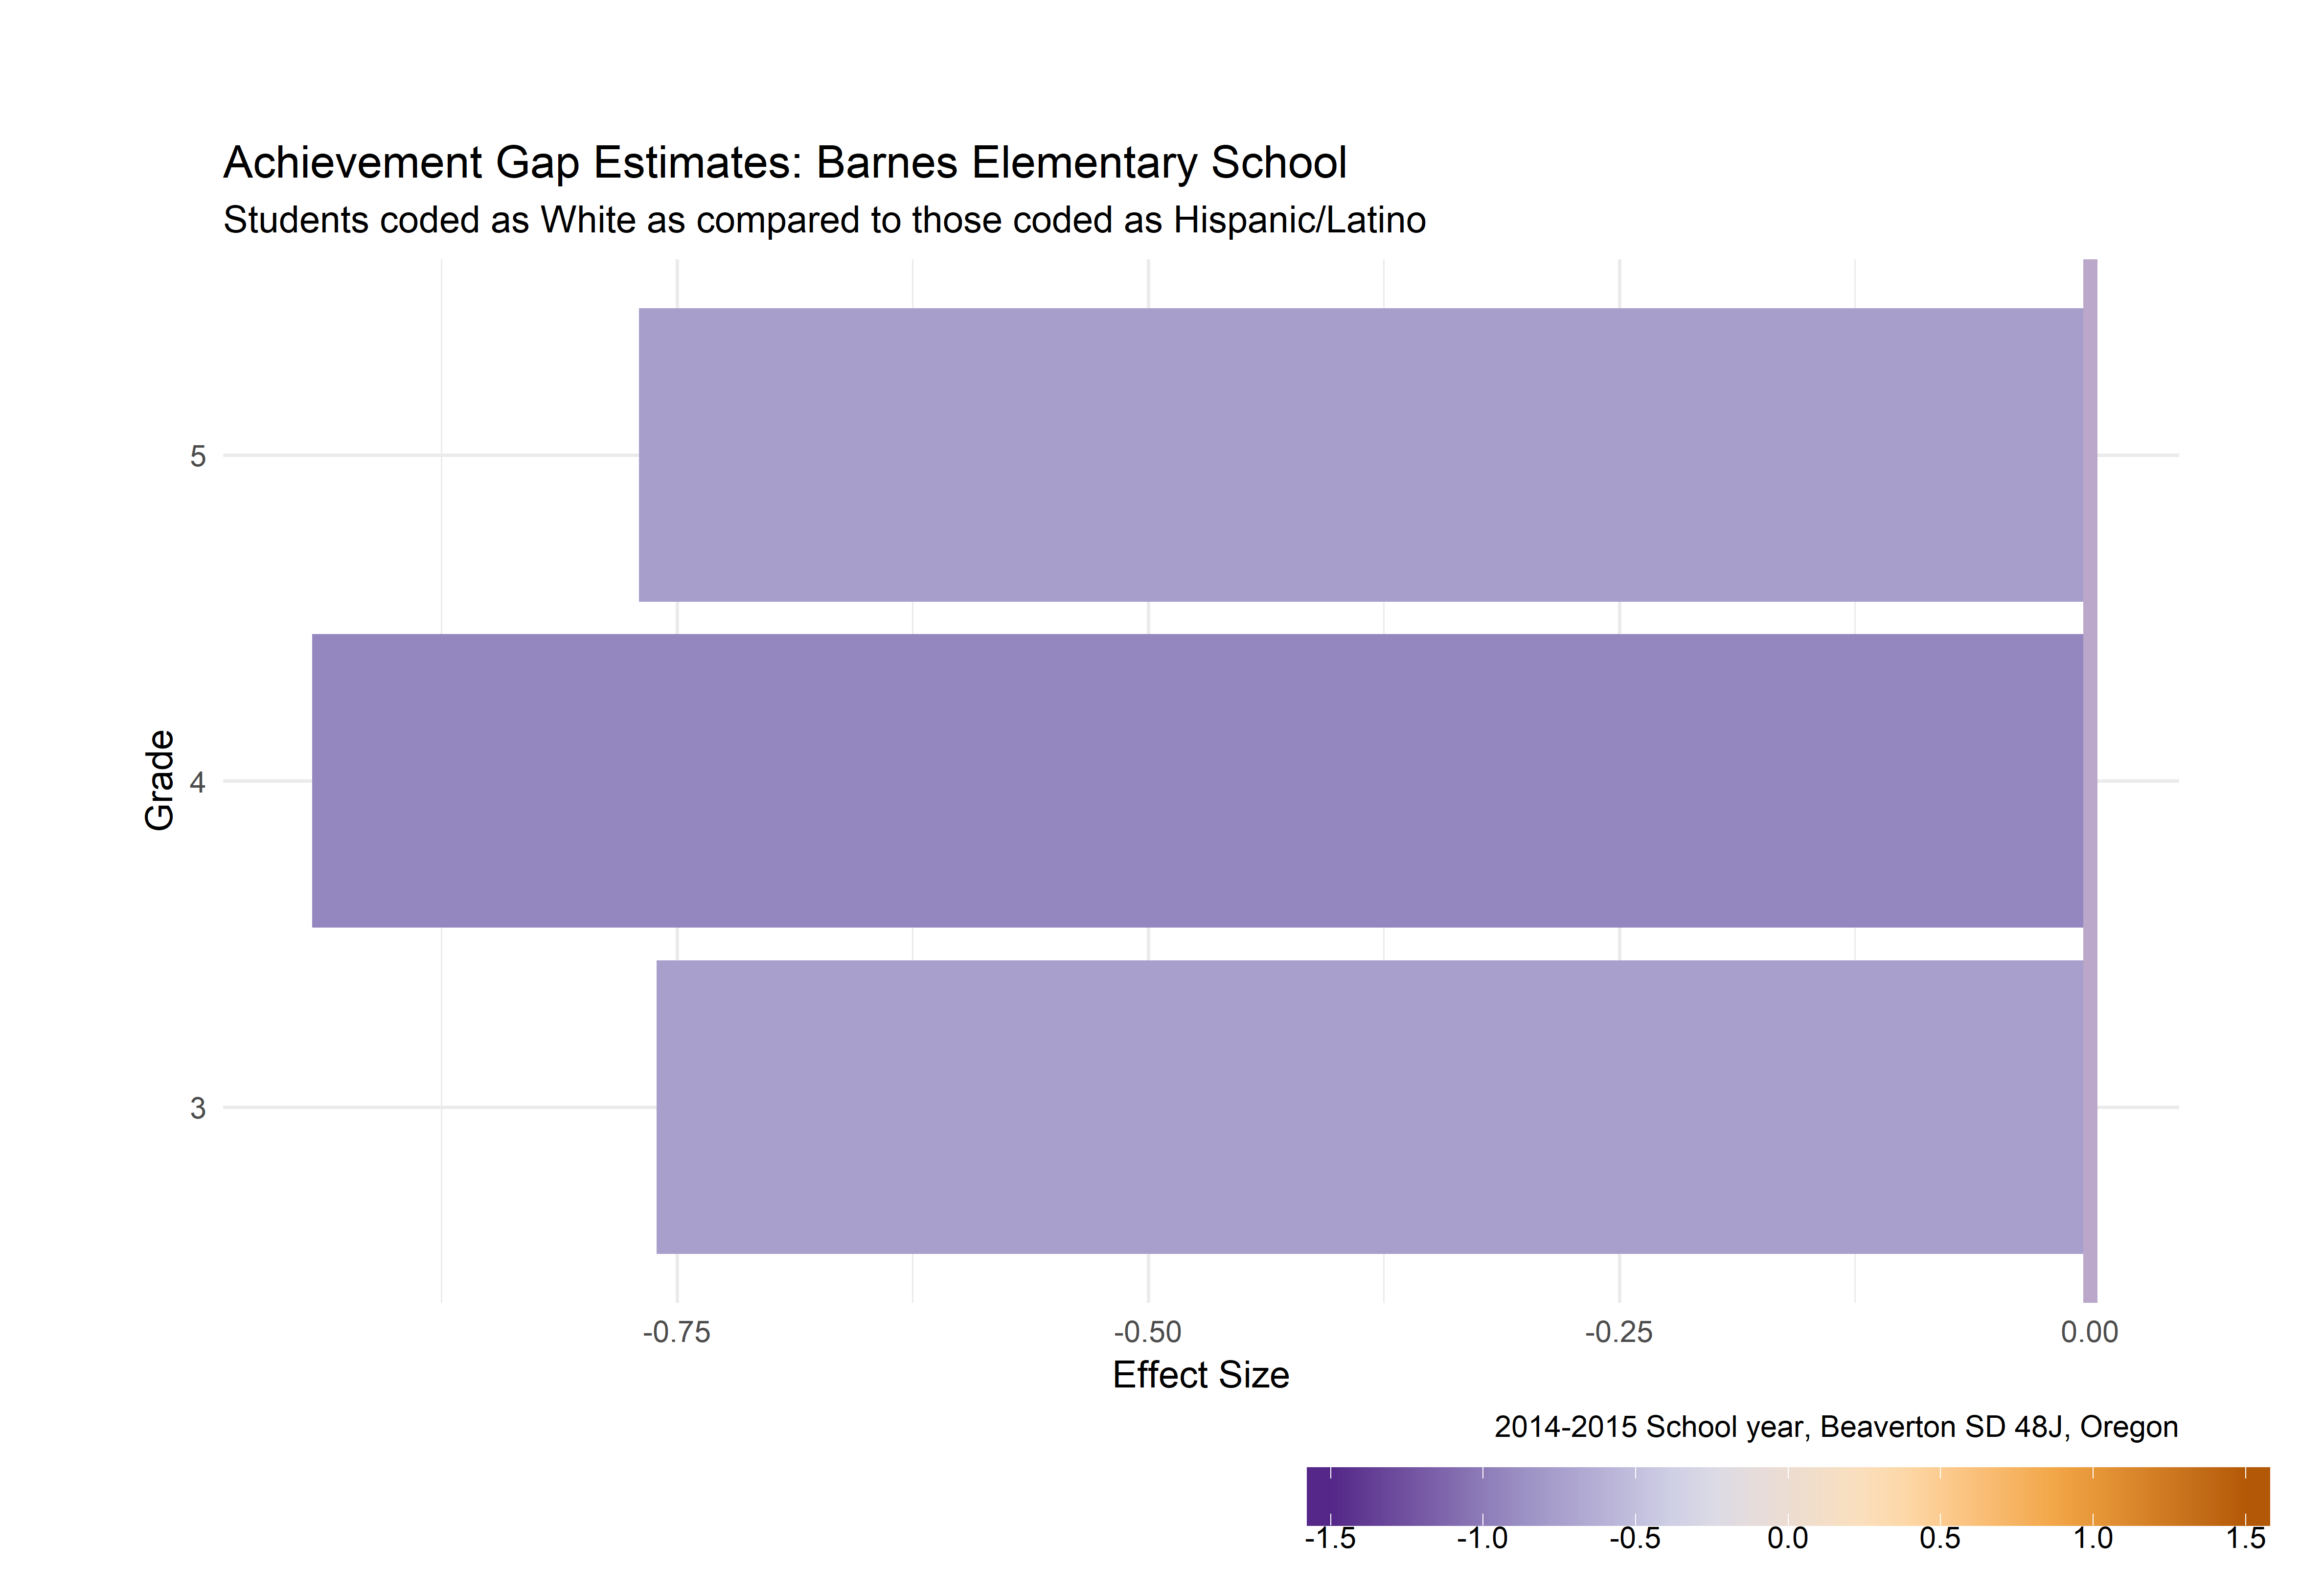 Achievement Gap Estimates: Barnes Elementary School
Students coded as White as compared to those coded as Hispanic/Latino
5
4
3
Grade
-0.75 -0.50 -0.25 0.00
Effect Size
2014-2015 School year, Beaverton SD 48J, Oregon
-1.5 -1.0 -0.5 0.0 0.5 1.0 1.5